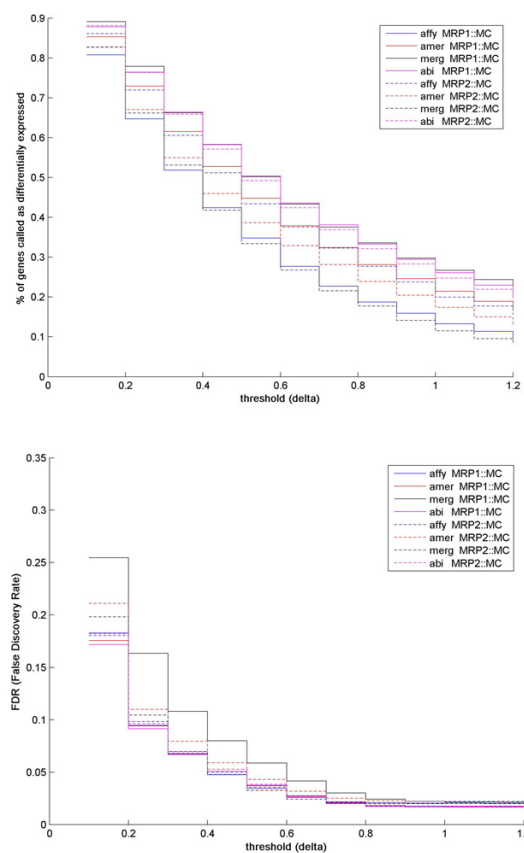 1
0.9
0.8
0.7
0.6
0.5
0.4
0.3
0.2
0.1
0
% of genes called as differentially expressed
affy MRP1::MC
amer MRP1::MC
merg MRP1::MC
abi MRP1::MC
affy MRP2::MC
amer MRP2::MC
merg MRP2::MC
abi MRP2::MC
0 0.2 0.4 0.6 0.8 1 1.2
threshold (delta)
0.35
0.3
0.25
0.2
0.15
0.1
0.05
0
FDR (False Discovery Rate)
affy MRP1::MC
amer MRP1::MC
merg MRP1::MC
abi MRP1::MC
affy MRP2::MC
amer MRP2::MC
merg MRP2::MC
abi MRP2::MC
0 0.2 0.4 0.6 0.8 1 1.2
threshold (delta)